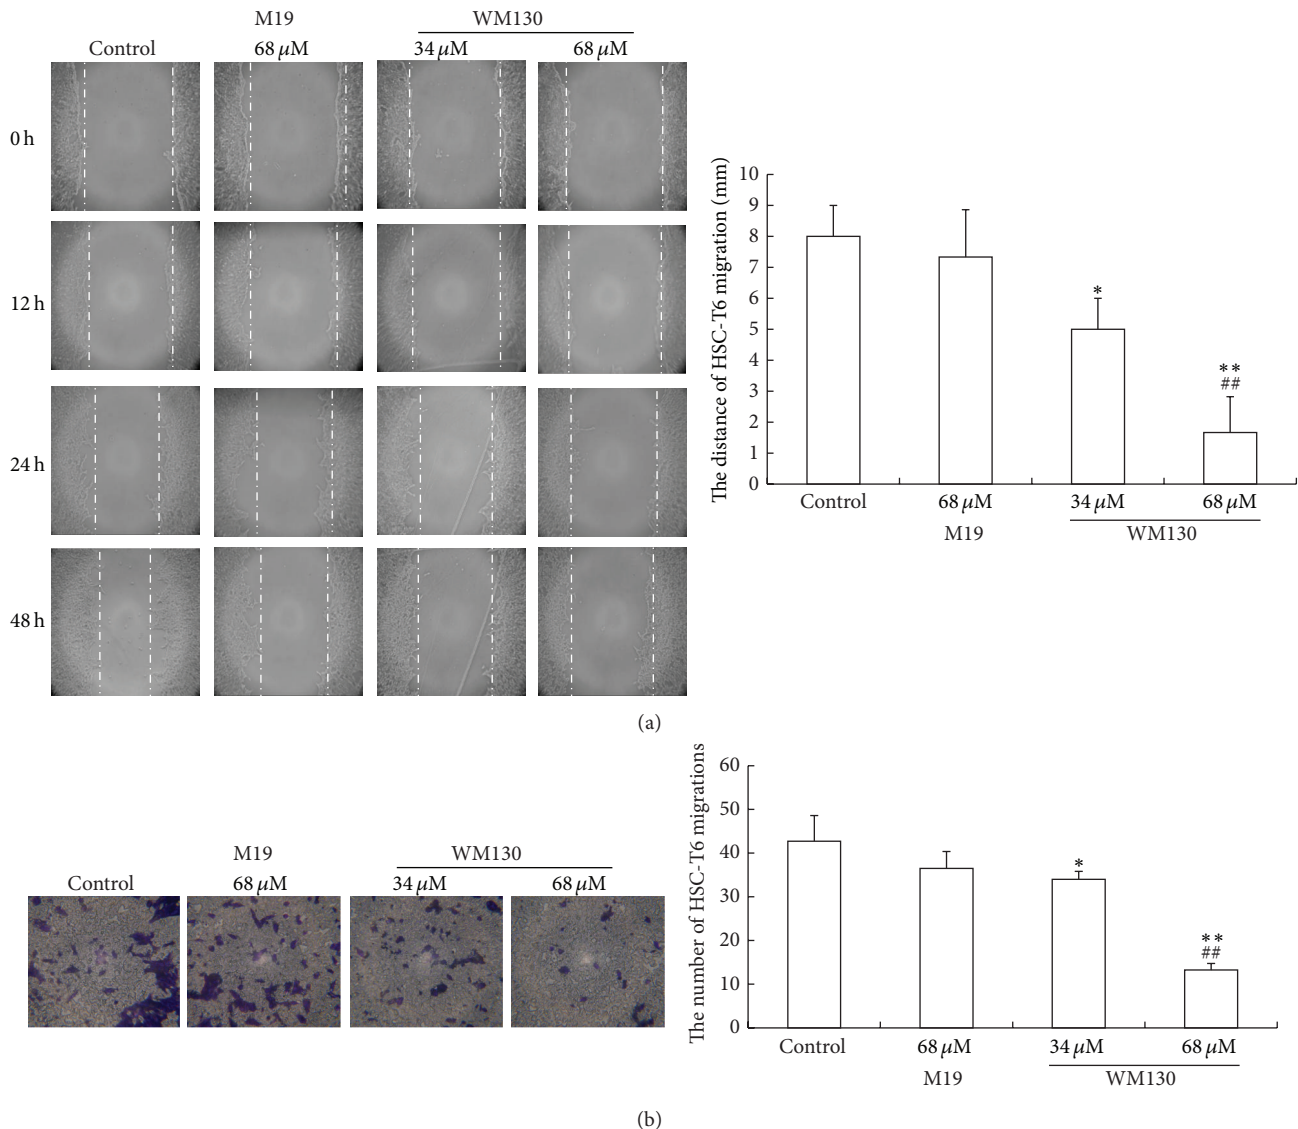 M19 WM130
Control 68 μM 34 μM 68 μM
0 h
12 h
24 h
48 h
The distance of HSC-T6 migration (mm)
10
9
8
7
6
5
4
3
2
1
0
*
**
##
Control 68 μM 34 μM 68 μM
M19 WM130
(a)
M19 WM130
Control 68 μM 34 μM 68 μM
The number of HSC-T6 migrations
60
50
40
30
20
10
0
*
**
##
Control 68 μM 34 μM 68 μM
M19 WM130
(b)